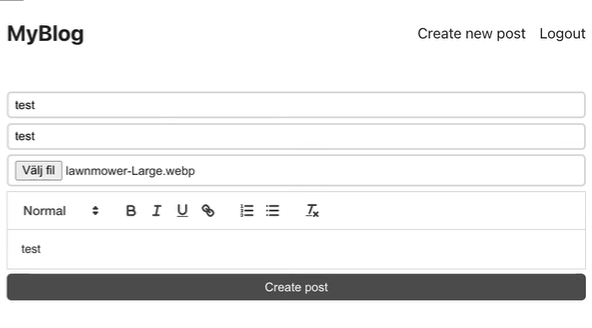 MyBlog
Create new post Logout
test
test
Välj fil lawnmower-Large.webp
Normal B I U
test
Create post